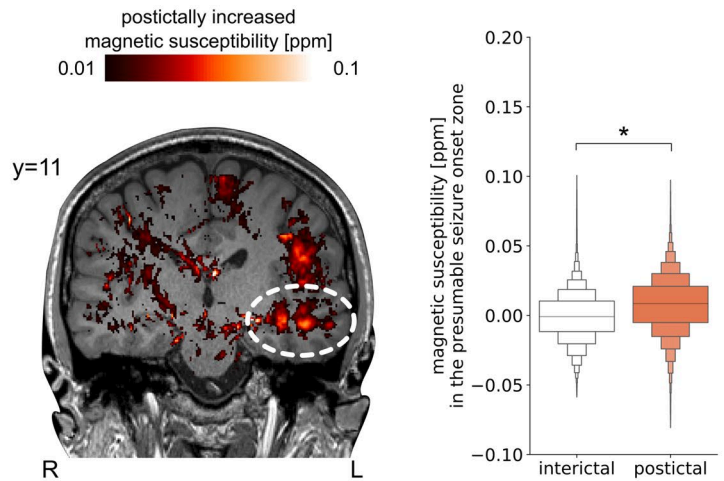 postictally increased
magnetic susceptibility [ppm]
0.01 0.1
y=11
R L
magnetic susceptibility [ppm]
in the presumable seizure onset zone
0.20
0.15
0.10
0.05
0.00
−0.05
−0.10
*
interictal postictal